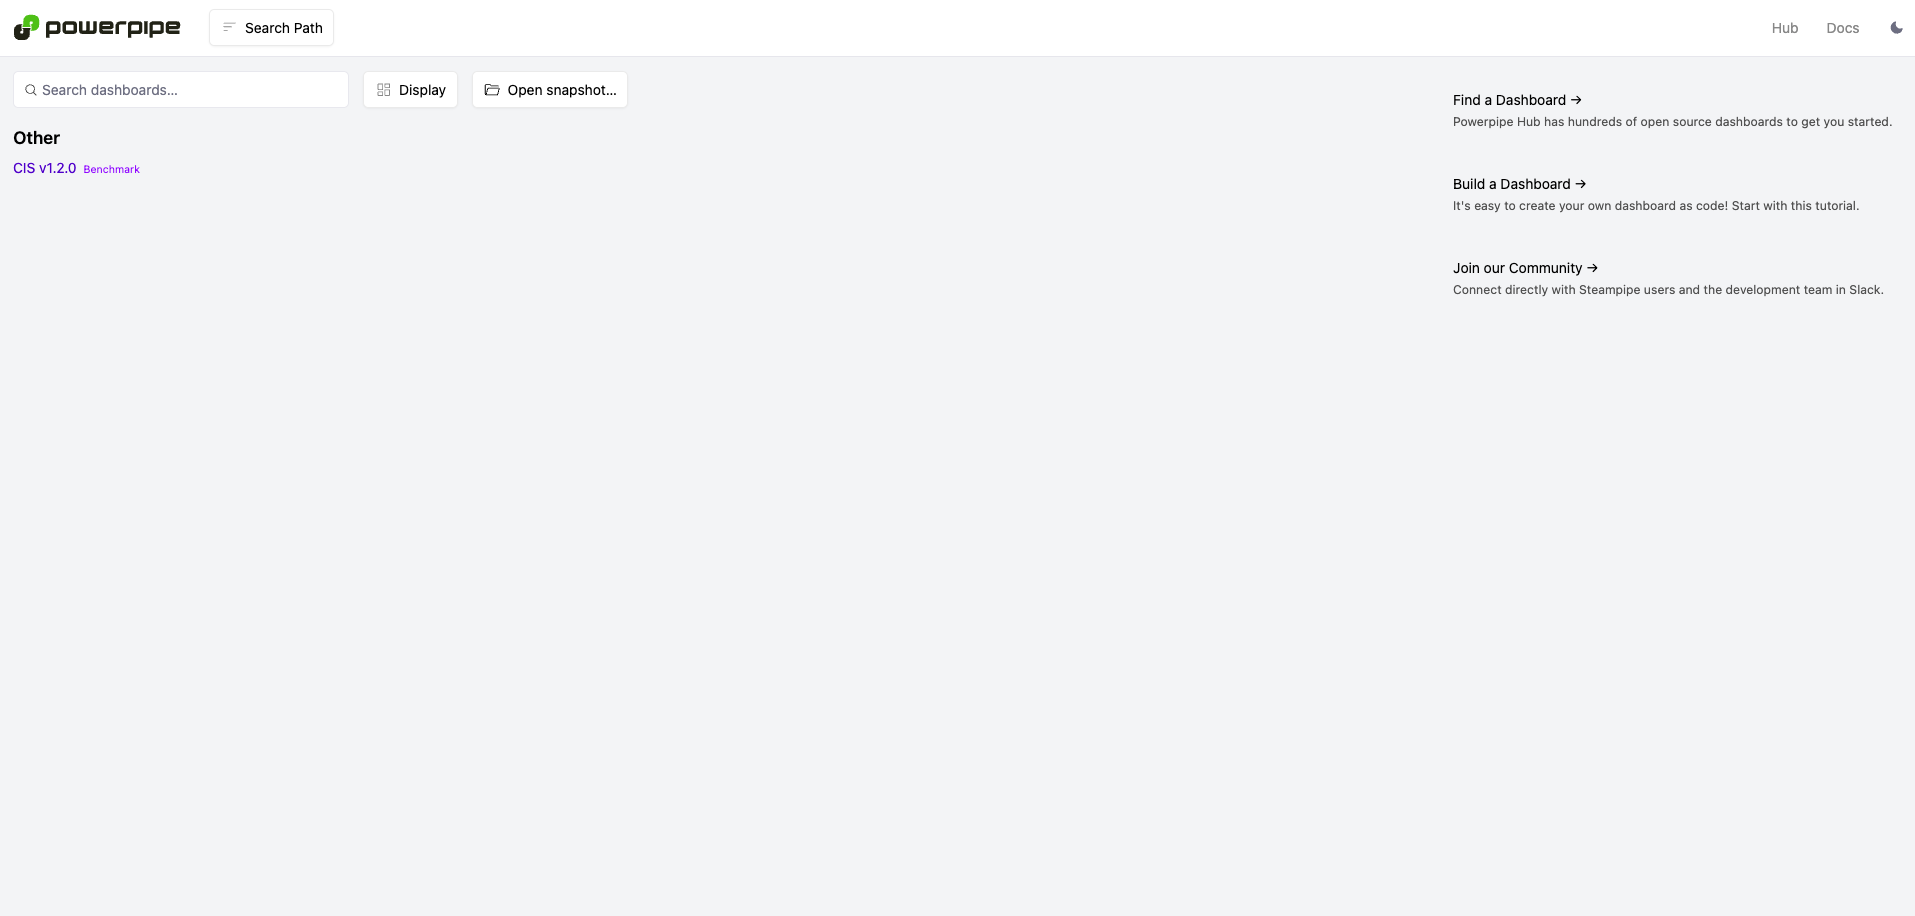 powerpipe
Search Path
Hub
Docs
Search dashboards...
Display
Open snapshot...
Other
CIS v1.2.0 Benchmark
Find a Dashboard →
Powerpipe Hub has hundreds of open source dashboards to get you started.
Build a Dashboard →
It's easy to create your own dashboard as code! Start with this tutorial.
Join our Community →
Connect directly with Steampipe users and the development team in Slack.